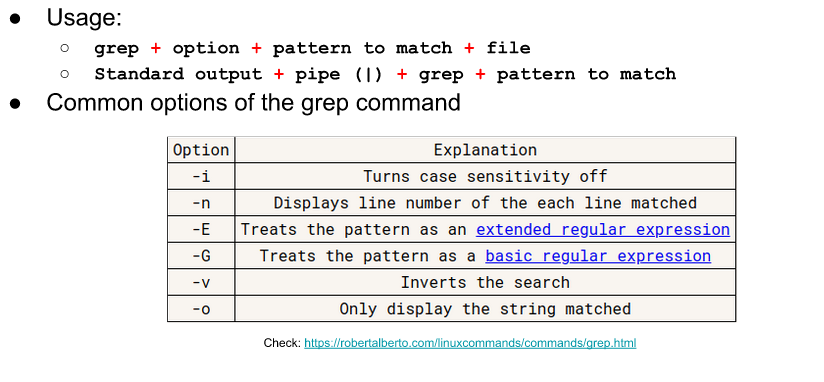 ● Usage:
○ grep + option + pattern to match + file
○ Standard output + pipe (|) + grep + pattern to match
● Common options of the grep command
Option Explanation
-i Turns case sensitivity off
-n Displays line number of the each line matched
-E Treats the pattern as an extended regular expression
-G Treats the pattern as a basic regular expression
-v Inverts the search
-o Only display the string matched
Check: https://robertalberto.com/linuxcommands/commands/grep.html